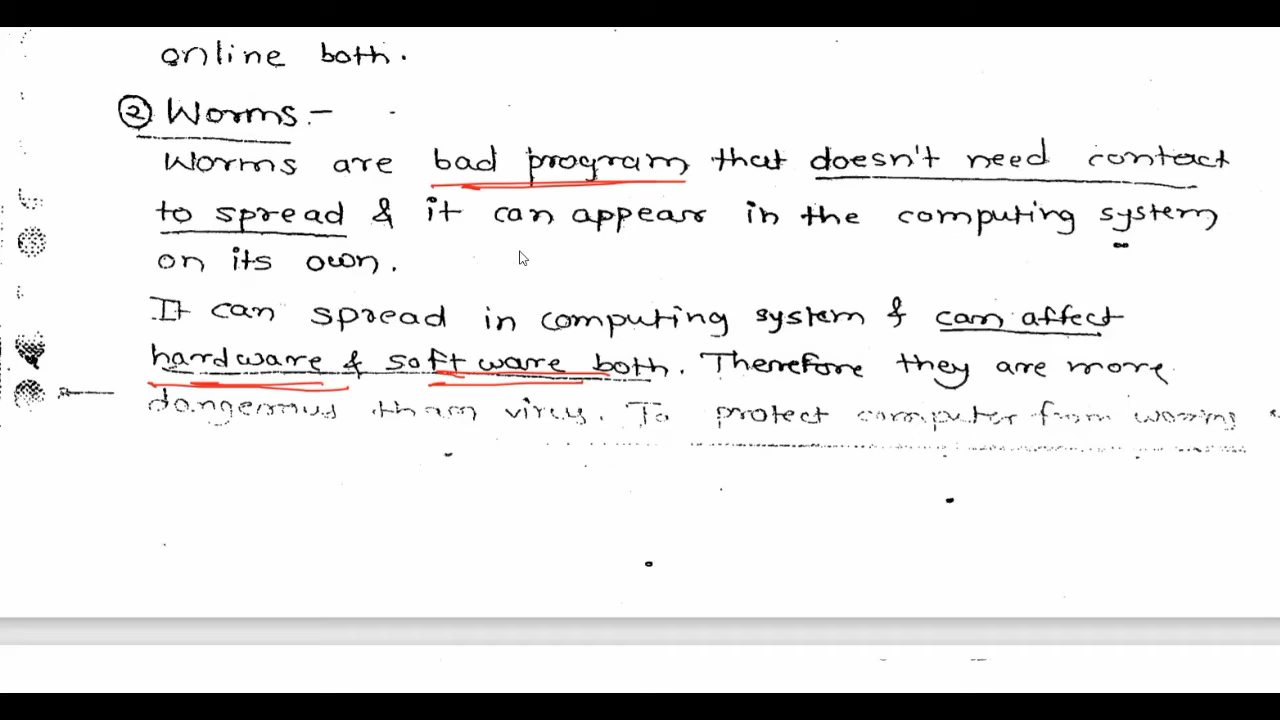 online both.
② Worms:-
Worms are bad program that doesn't need contact
to spread & it can appears in the computing system
on its own.
It can spread in computing system & can affect
hardware & software both. Therefore they are more
dangerous than virus. To protect computer from worms